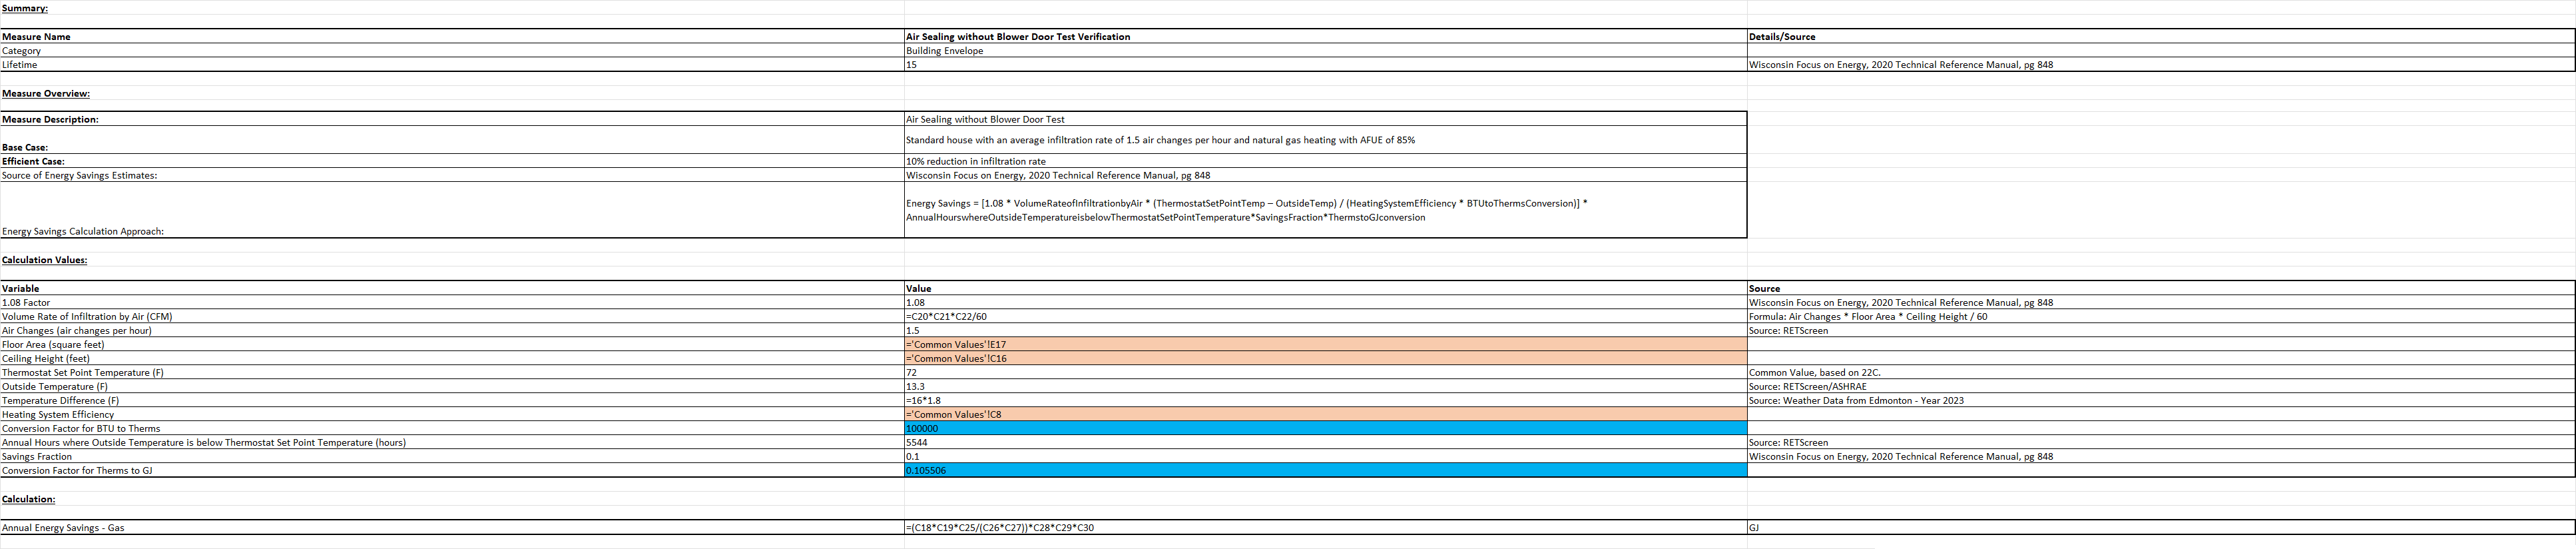 Summary:
Measure Name Air Sealing without Blower Door Test Verification Details/Source
Category Building Envelope
Lifetime 15 Wisconsin Focus on Energy, 2020 Technical Reference Manual, pg 848
Measure Overview:
Measure Description: Air Sealing without Blower Door Test
Base Case: Standard house with an average infiltration rate of 1.5 air changes per hour and natural gas heating with AFUE of 85%
Efficient Case: 10% reduction in infiltration rate
Source of Energy Savings Estimates: Wisconsin Focus on Energy, 2020 Technical Reference Manual, pg 848
Energy Savings Calculation Approach: Energy Savings = [1.08 * VolumeRateofInfiltrationbyAir * (ThermostatSetPointTemp – OutsideTemp) / (HeatingSystemEfficiency * BTUtoThermsConversion)] *
AnnualHourswhereOutsideTemperatureisbelowThermostatSetPointTemperature*SavingsFraction*ThermstoGJconversion
Calculation Values:
Variable Value Source
1.08 Factor 1.08 Wisconsin Focus on Energy, 2020 Technical Reference Manual, pg 848
Volume Rate of Infiltration by Air (CFM) =C20*C21*C22/60 Formula: Air Changes * Floor Area * Ceiling Height / 60
Air Changes (air changes per hour) 1.5 Source: RETScreen
Floor Area (square feet) ='Common Values'!E17
Ceiling Height (feet) ='Common Values'!C16
Thermostat Set Point Temperature (F) 72 Common Value, based on 22C.
Outside Temperature (F) 13.3 Source: RETScreen/ASHRAE
Temperature Difference (F) =16*1.8 Source: Weather Data from Edmonton - Year 2023
Heating System Efficiency ='Common Values'!C8
Conversion Factor for BTU to Therms 100000
Annual Hours where Outside Temperature is below Thermostat Set Point Temperature (hours) 5544 Source: RETScreen
Savings Fraction 0.1 Wisconsin Focus on Energy, 2020 Technical Reference Manual, pg 848
Conversion Factor for Therms to GJ 0.105506
Calculation:
Annual Energy Savings - Gas =(C18*C19*C25/(C26*C27))*C28*C29*C30 GJ